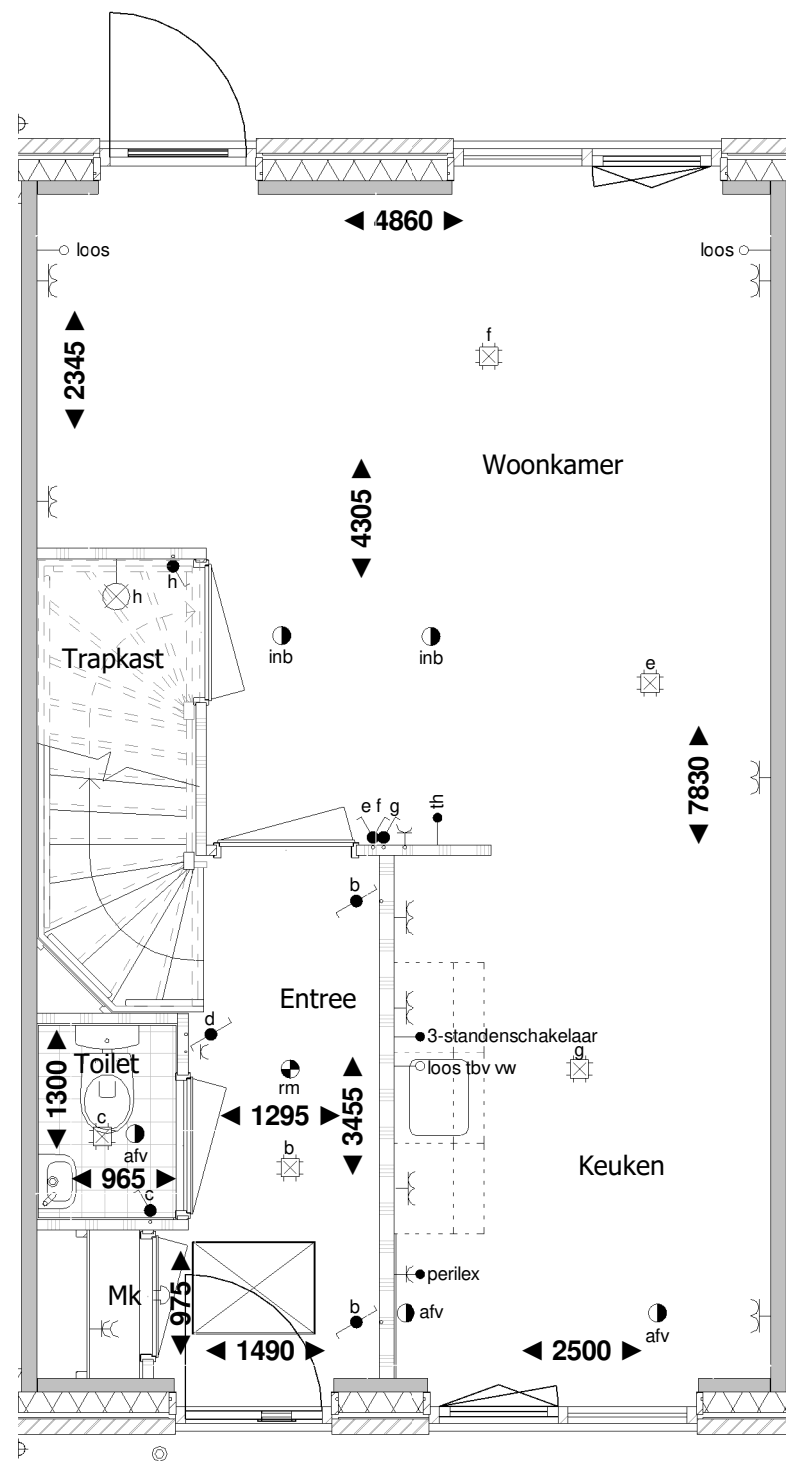 4860
loos
loos
2345
f
Woonkamer
4305
h
h
Trapkast
inb
inb
e
7830
e f g
th
b
Entree
d
3-standenschakelaar
Toilet
g
loos tbv vw
rm
1300
1295
3455
c
b
afv
Keuken
965
c
perilex
Mk
975
b
afv
afv
1490
2500